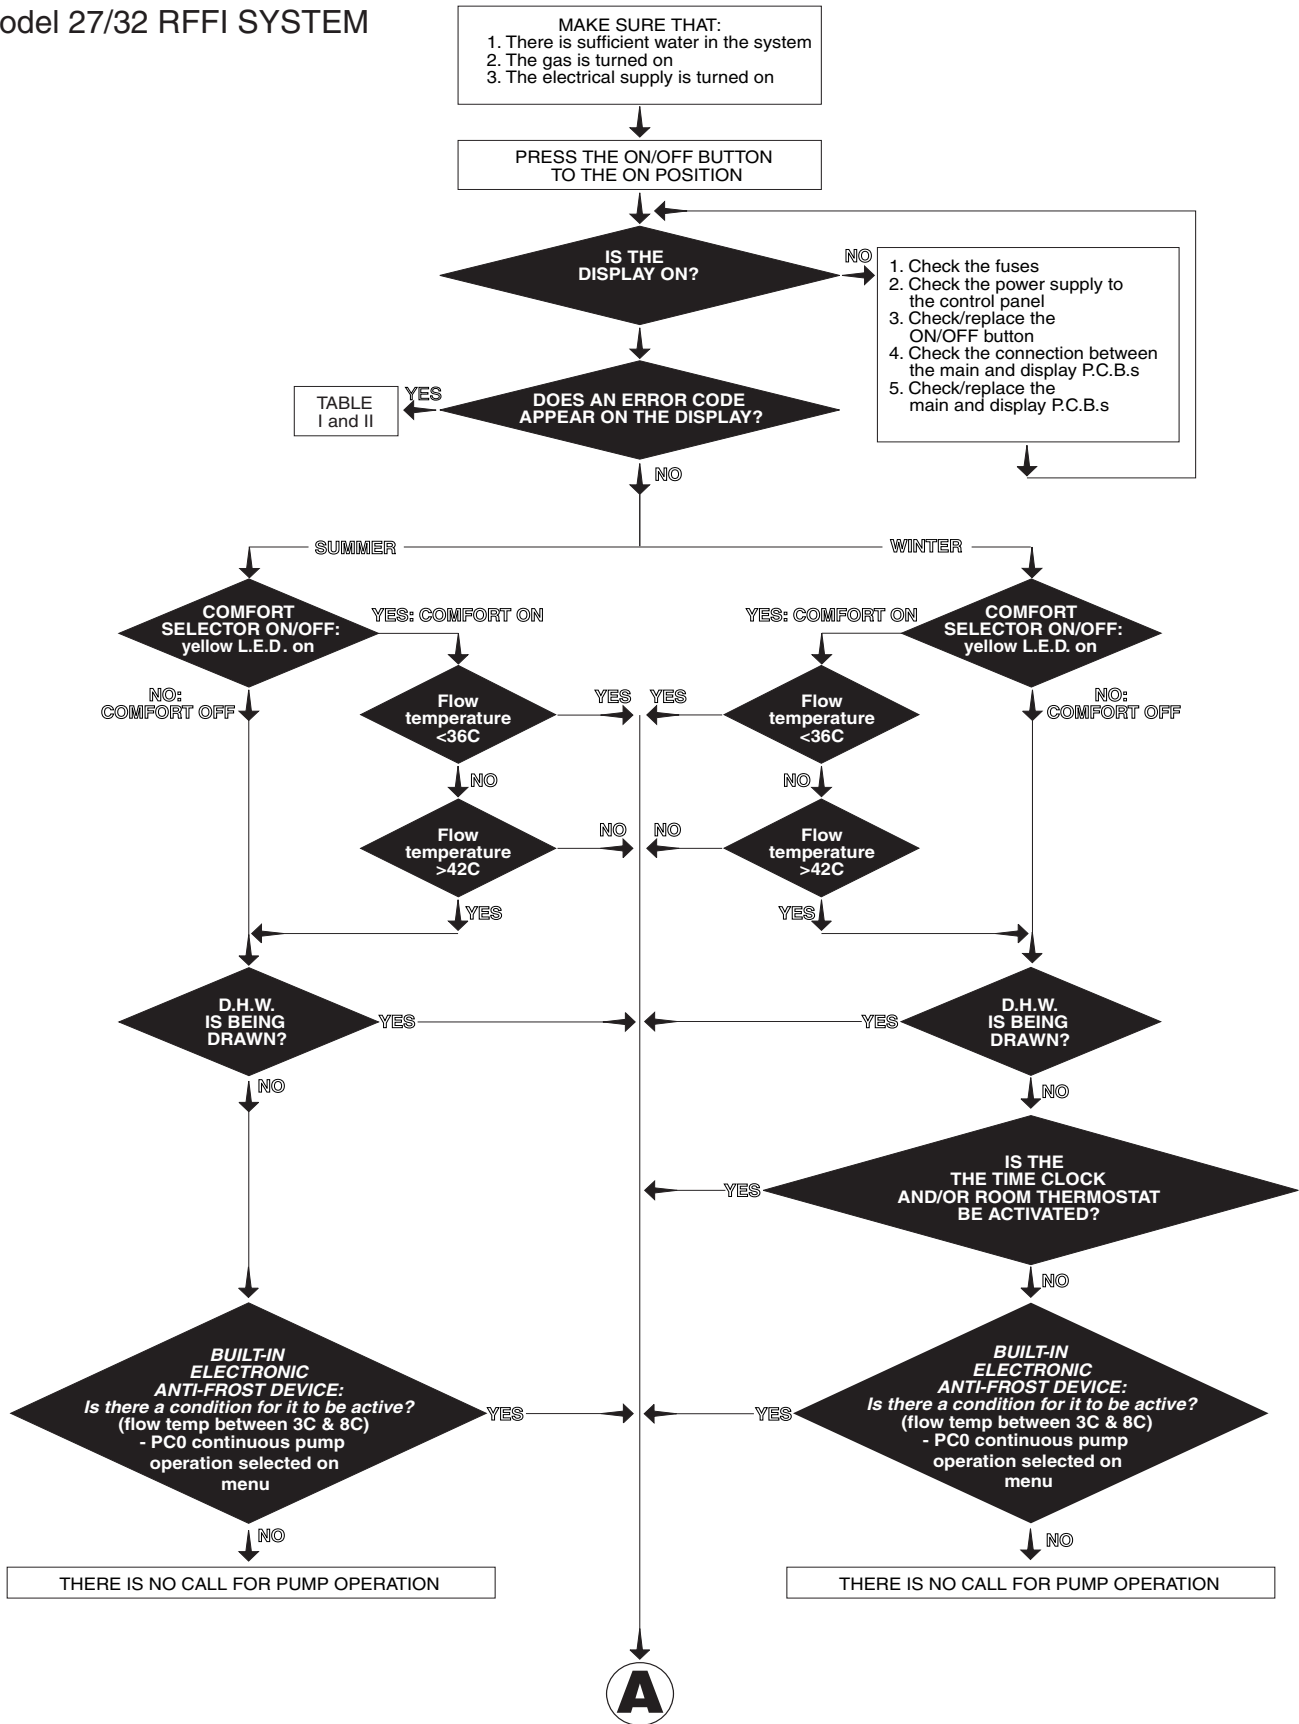 odel 27/32 RFFI SYSTEM
MAKE SURE THAT:
1. There is sufficient water in the system
2. The gas is turned on
3. The electrical supply is turned on
PRESS THE ON/OFF BUTTON
TO THE ON POSITION
IS THE
DISPLAY ON?
NO
1. Check the fuses
2. Check the power supply to
the control panel
3. Check/replace the
ON/OFF button
4. Check the connection between
the main and display P.C.B.s
5. Check/replace the
main and display P.C.B.s
DOES AN ERROR CODE
APPEAR ON THE DISPLAY?
YES
TABLE
I and II
NO
SUMMER
WINTER
COMFORT
SELECTOR ON/OFF:
yellow L.E.D. on
YES: COMFORT ON
YES: COMFORT ON
COMFORT
SELECTOR ON/OFF:
yellow L.E.D. on
NO:
COMFORT OFF
Flow
temperature
<36C
YES
YES
Flow
temperature
<36C
NO:
COMFORT OFF
NO
NO
Flow
temperature
>42C
NO
NO
Flow
temperature
>42C
YES
YES
D.H.W.
IS BEING
DRAWN?
YES
YES
D.H.W.
IS BEING
DRAWN?
NO
NO
IS THE
THE TIME CLOCK
AND/OR ROOM THERMOSTAT
BE ACTIVATED?
YES
NO
BUILT-IN
ELECTRONIC
ANTI-FROST DEVICE:
Is there a condition for it to be active?
(flow temp between 3C & 8C)
- PC0 continuous pump
operation selected on
menu
YES
YES
BUILT-IN
ELECTRONIC
ANTI-FROST DEVICE:
Is there a condition for it to be active?
(flow temp between 3C & 8C)
- PC0 continuous pump
operation selected on
menu
NO
NO
THERE IS NO CALL FOR PUMP OPERATION
THERE IS NO CALL FOR PUMP OPERATION
A